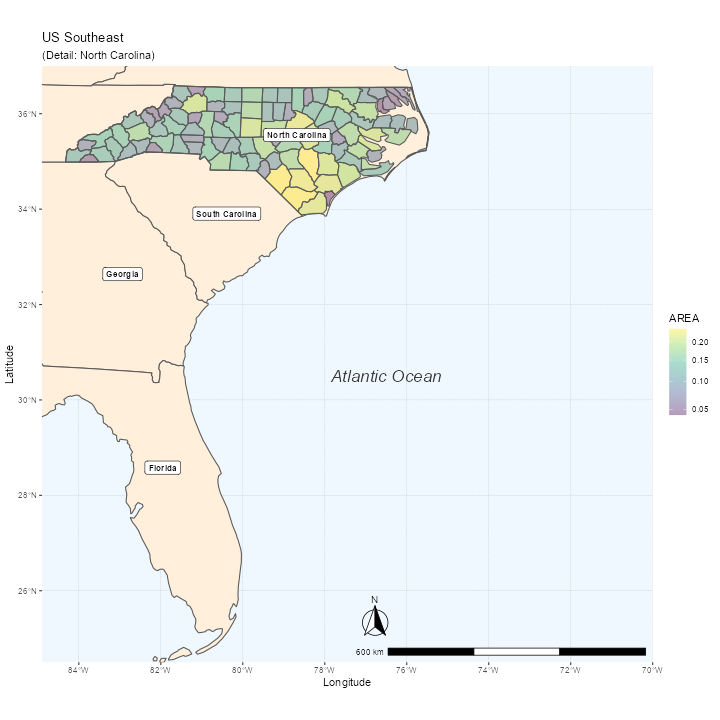 US Southeast
(Detail: North Carolina)
36°N
North Carolina
34°N
South Carolina
Georgia
32°N
AREA
0.20
0.15
0.10
0.05
Latitude
Atlantic Ocean
30°N
Florida
28°N
26°N
N
600 km
84°W 82°W 80°W 78°W 76°W 74°W 72°W 70°W
Longitude